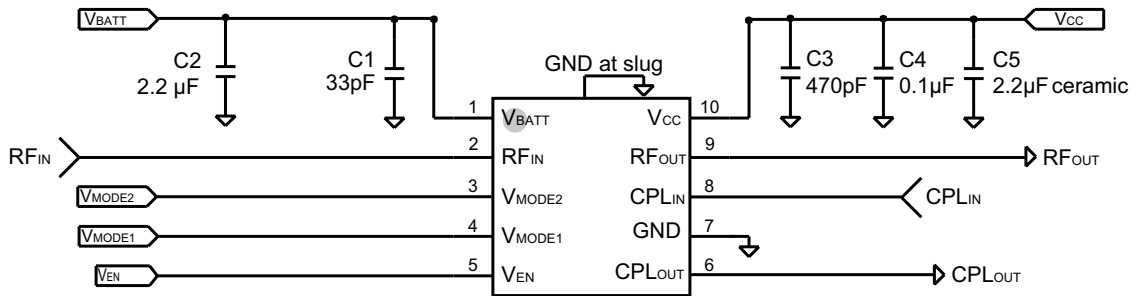 VBATT
VCC
C2
2.2 µF
C1
33pF
GND at slug
C3
470pF
C4
0.1µF
C5
2.2µF ceramic
1
VBATT
VCC
10
RFIN
2
RFIN
RFOUT
9
RFOUT
VMODE2
3
VMODE2
CPLIN
8
CPLIN
VMODE1
4
VMODE1
GND
7
VEN
5
VEN
CPLOUT
6
CPLOUT